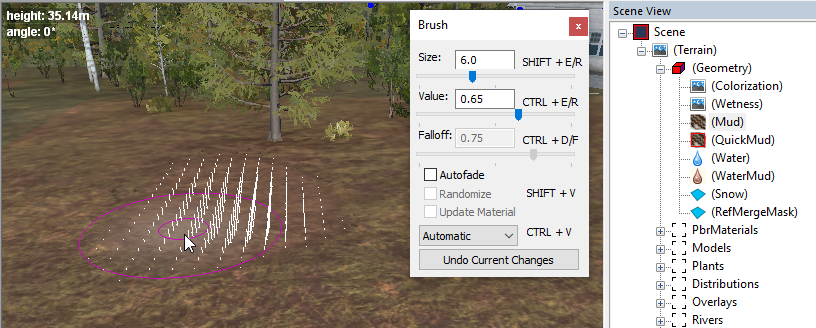 height: 35.14m
angle: 0°
Brush
x
Size: 6.0 SHIFT + E/R
Value: 0.65 CTRL + E/R
Falloff: 0.75 CTRL + D/F
Autofade
Randomize SHIFT + V
Update Material
Automatic CTRL + V
Undo Current Changes
Scene View
Scene
(Terrain)
(Geometry)
(Colorization)
(Wetness)
(Mud)
(QuickMud)
(Water)
(WaterMud)
(Snow)
(RefMergeMask)
PbrMaterials
Models
Plants
Distributions
Overlays
Rivers